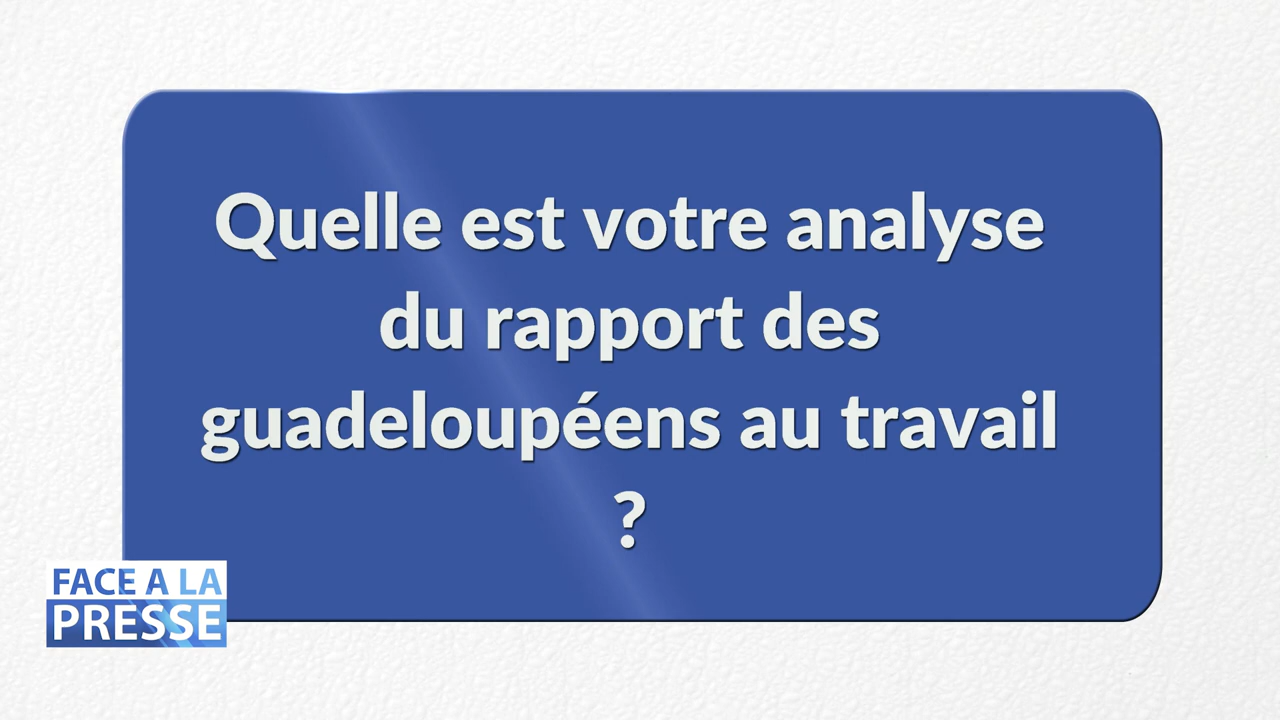 Quelle est votre analyse
du rapport des
guadeloupéens au travail
?
FACE A LA
PRESSE